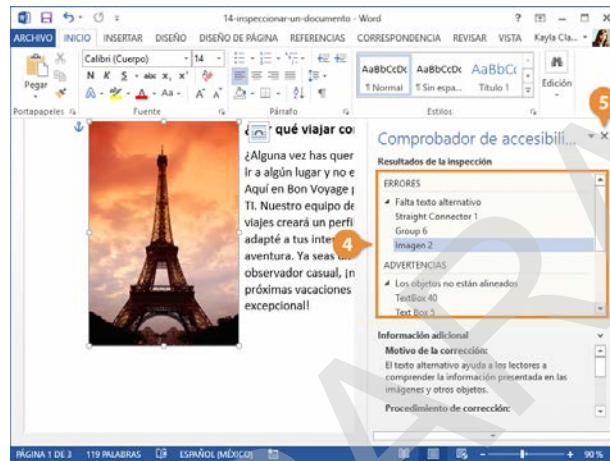 14-inspeccionar-un-documento - Word
ARCHIVO INICIO INSERTAR DISEÑO DISEÑO DE PÁGINA REFERENCIAS CORRESPONDENCIA REVISAR VISTA Kayla Cla...
Calibri (Cuerpo) 14
Pegar
N K S abc x, x'
A Aa A A
AaBbCcDc AaBbCcDc AaBbCc
¶ Normal ¶ Sin espa... Título 1
Edición
Portapapeles Fuente Párrafo Estilos
5
qué viajar co
¿Alguna vez has quer
Ir a algún lugar y no e
Aquí en Bon Voyage
TI. Nuestro equipo de
viajes creará un perfi
adapté a tus inter
aventura. Ya seas
observador casual,
próximas vacaciones
excepcional!
4
Comprobador de accesibili...
Resultados de la inspección
ERRORES
Falta texto alternativo
Straight Connector 1
Group 6
Imagen 2
ADVERTENCIAS
Los objetos no están alineados
TextBox 40
Text Box 5
Información adicional
Motivo de la corrección:
El texto alternativo ayuda a los lectores a
comprender la información presentada en las
imágenes y otros objetos.
Procedimiento de corrección:
PÁGINA 1 DE 3 119 PALABRAS ESPAÑOL (MÉXICO) 90 %